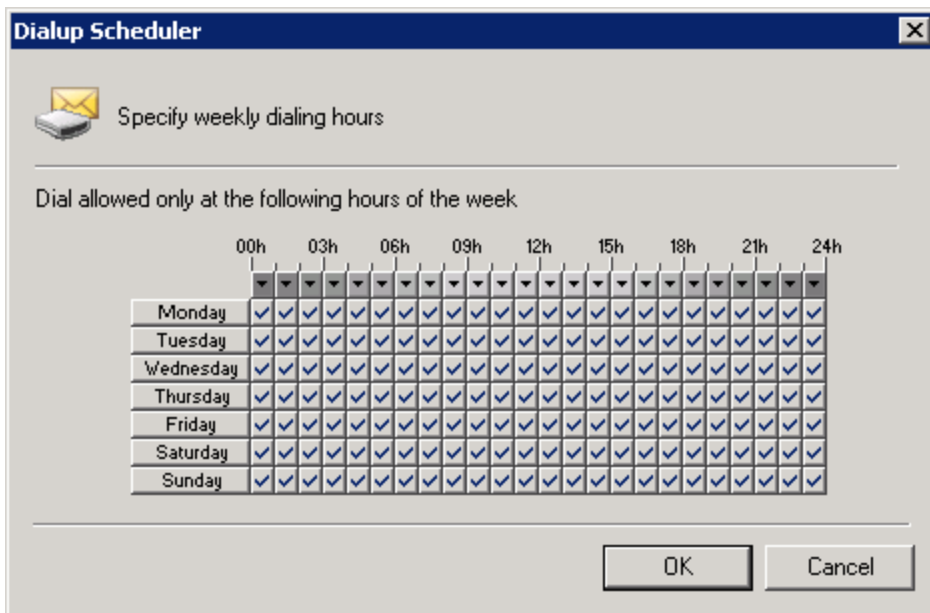 Dialup Scheduler
Specify weekly dialing hours
Dial allowed only at the following hours of the week
00h 03h 06h 09h 12h 15h 18h 21h 24h
Monday
Tuesday
Wednesday
Thursday
Friday
Saturday
Sunday
OK Cancel